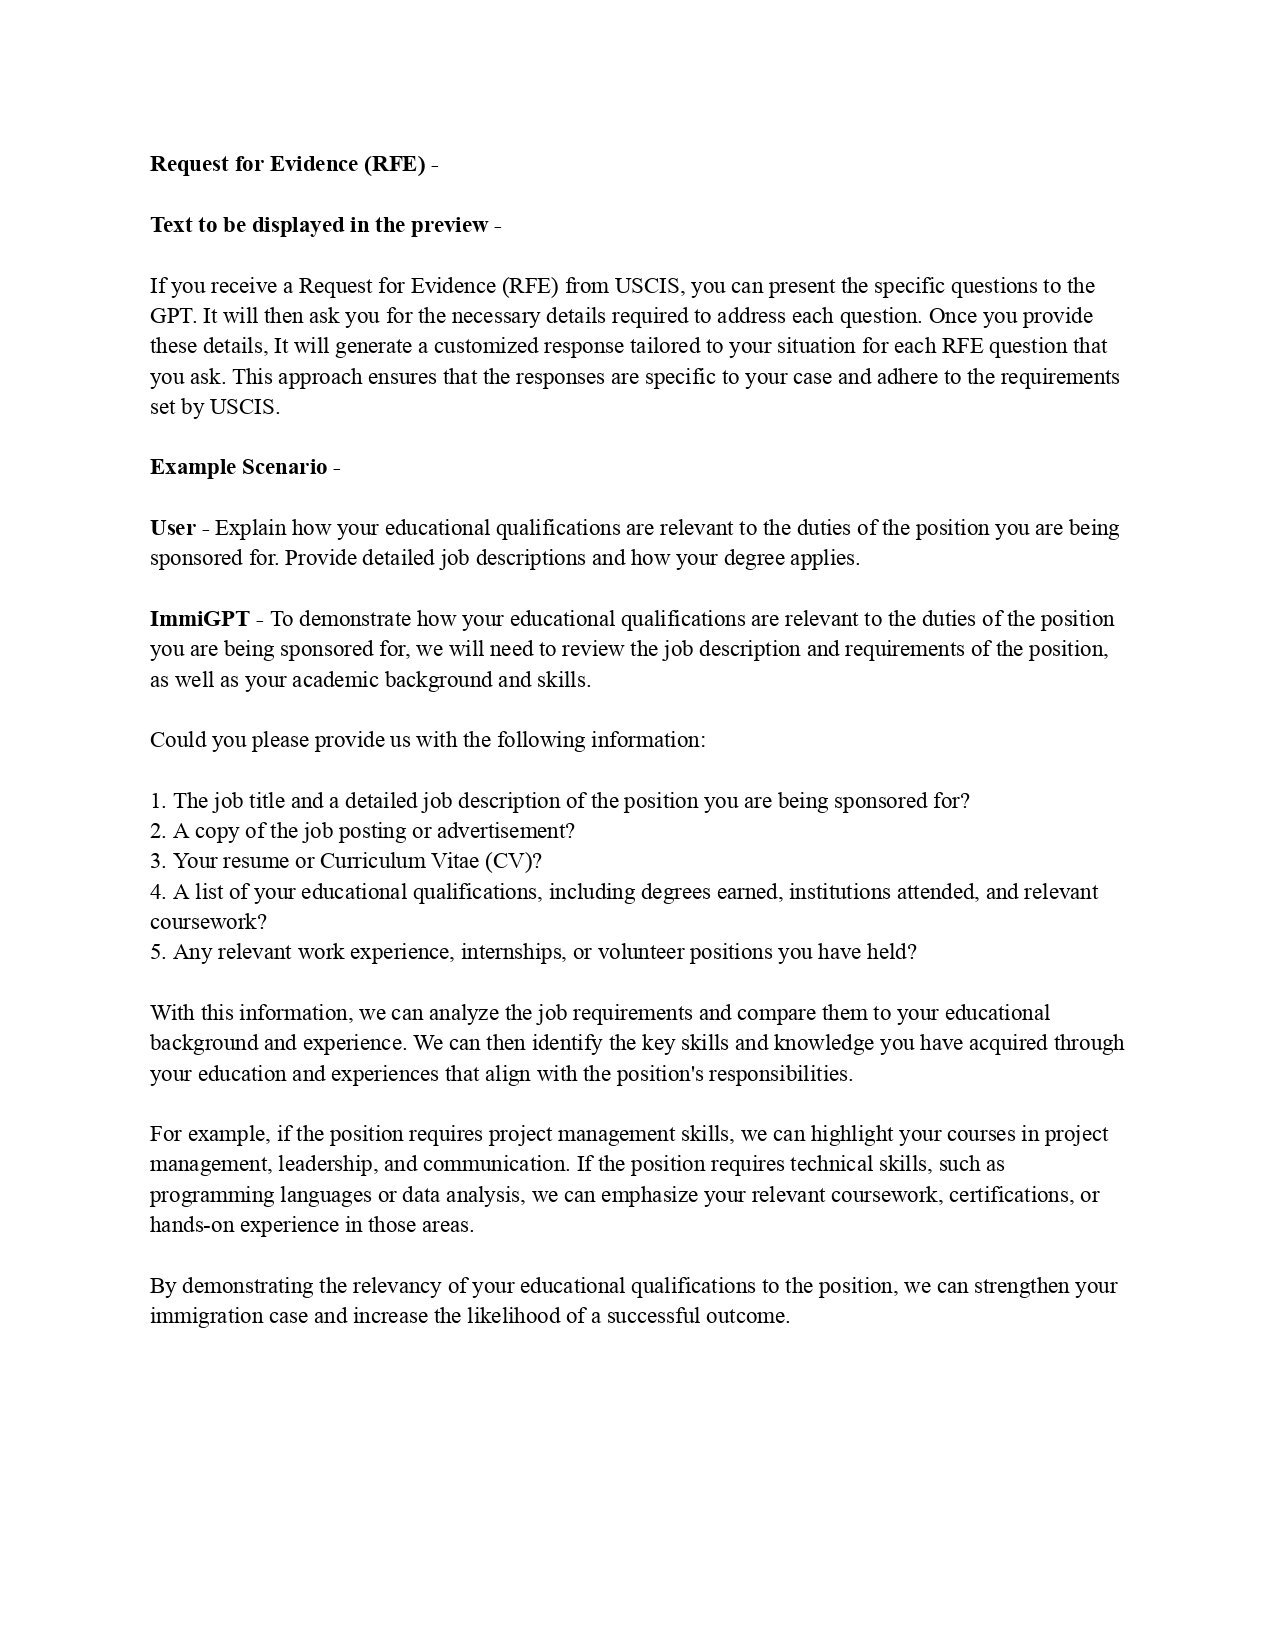 Request for Evidence (RFE) -
Text to be displayed in the preview -
If you receive a Request for Evidence (RFE) from USCIS, you can present the specific questions to the
GPT. It will then ask you for the necessary details required to address each question. Once you provide
these details, It will generate a customized response tailored to your situation for each RFE question that
you ask. This approach ensures that the responses are specific to your case and adhere to the requirements
set by USCIS.
Example Scenario -
User - Explain how your educational qualifications are relevant to the duties of the position you are being
sponsored for. Provide detailed job descriptions and how your degree applies.
ImmiGPT - To demonstrate how your educational qualifications are relevant to the duties of the position
you are being sponsored for, we will need to review the job description and requirements of the position,
as well as your academic background and skills.
Could you please provide us with the following information:
1. The job title and a detailed job description of the position you are being sponsored for?
2. A copy of the job posting or advertisement?
3. Your resume or Curriculum Vitae (CV)?
4. A list of your educational qualifications, including degrees earned, institutions attended, and relevant
coursework?
5. Any relevant work experience, internships, or volunteer positions you have held?
With this information, we can analyze the job requirements and compare them to your educational
background and experience. We can then identify the key skills and knowledge you have acquired through
your education and experiences that align with the position's responsibilities.
For example, if the position requires project management skills, we can highlight your courses in project
management, leadership, and communication. If the position requires technical skills, such as
programming languages or data analysis, we can emphasize your relevant coursework, certifications, or
hands-on experience in those areas.
By demonstrating the relevancy of your educational qualifications to the position, we can strengthen your
immigration case and increase the likelihood of a successful outcome.